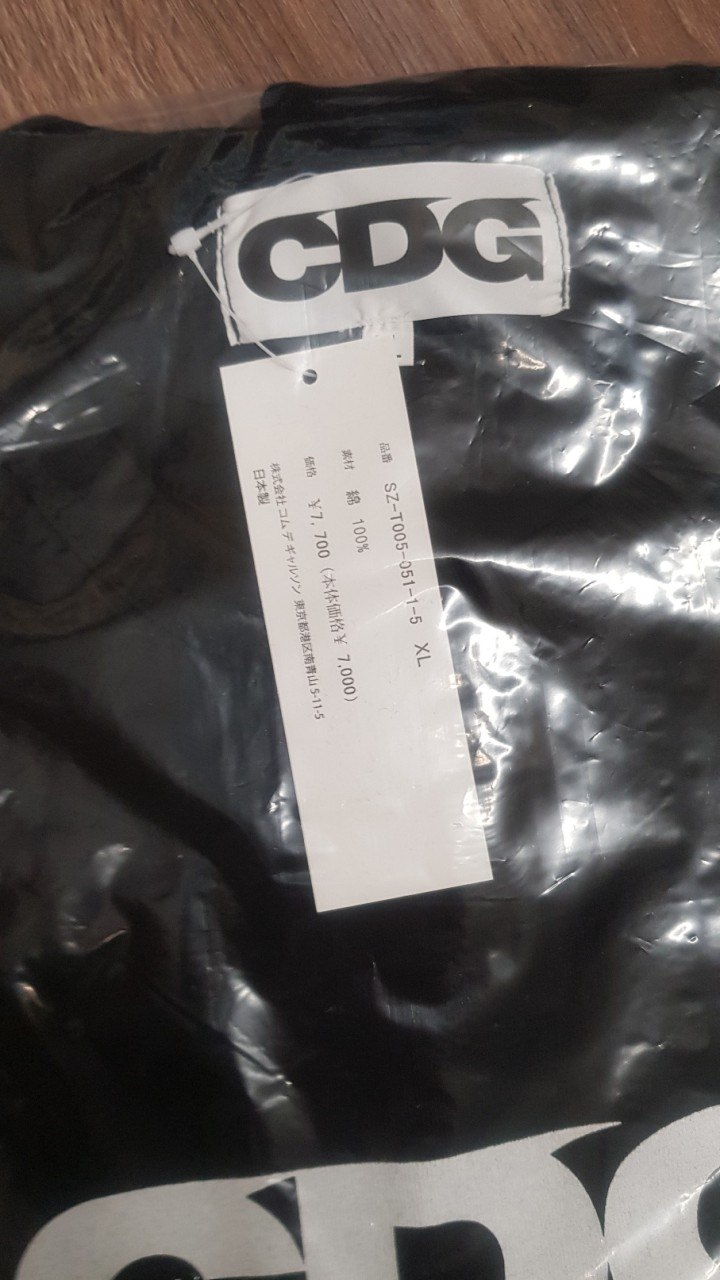 CDG
品番 SZ-T005-051-1-5 XL
素材 綿 100%
価格 ¥7,700 (本体価格¥ 7,000)
株式会社 コム デ ギャルソン 東京都港区南青山 5-11-5
日本製
CDG